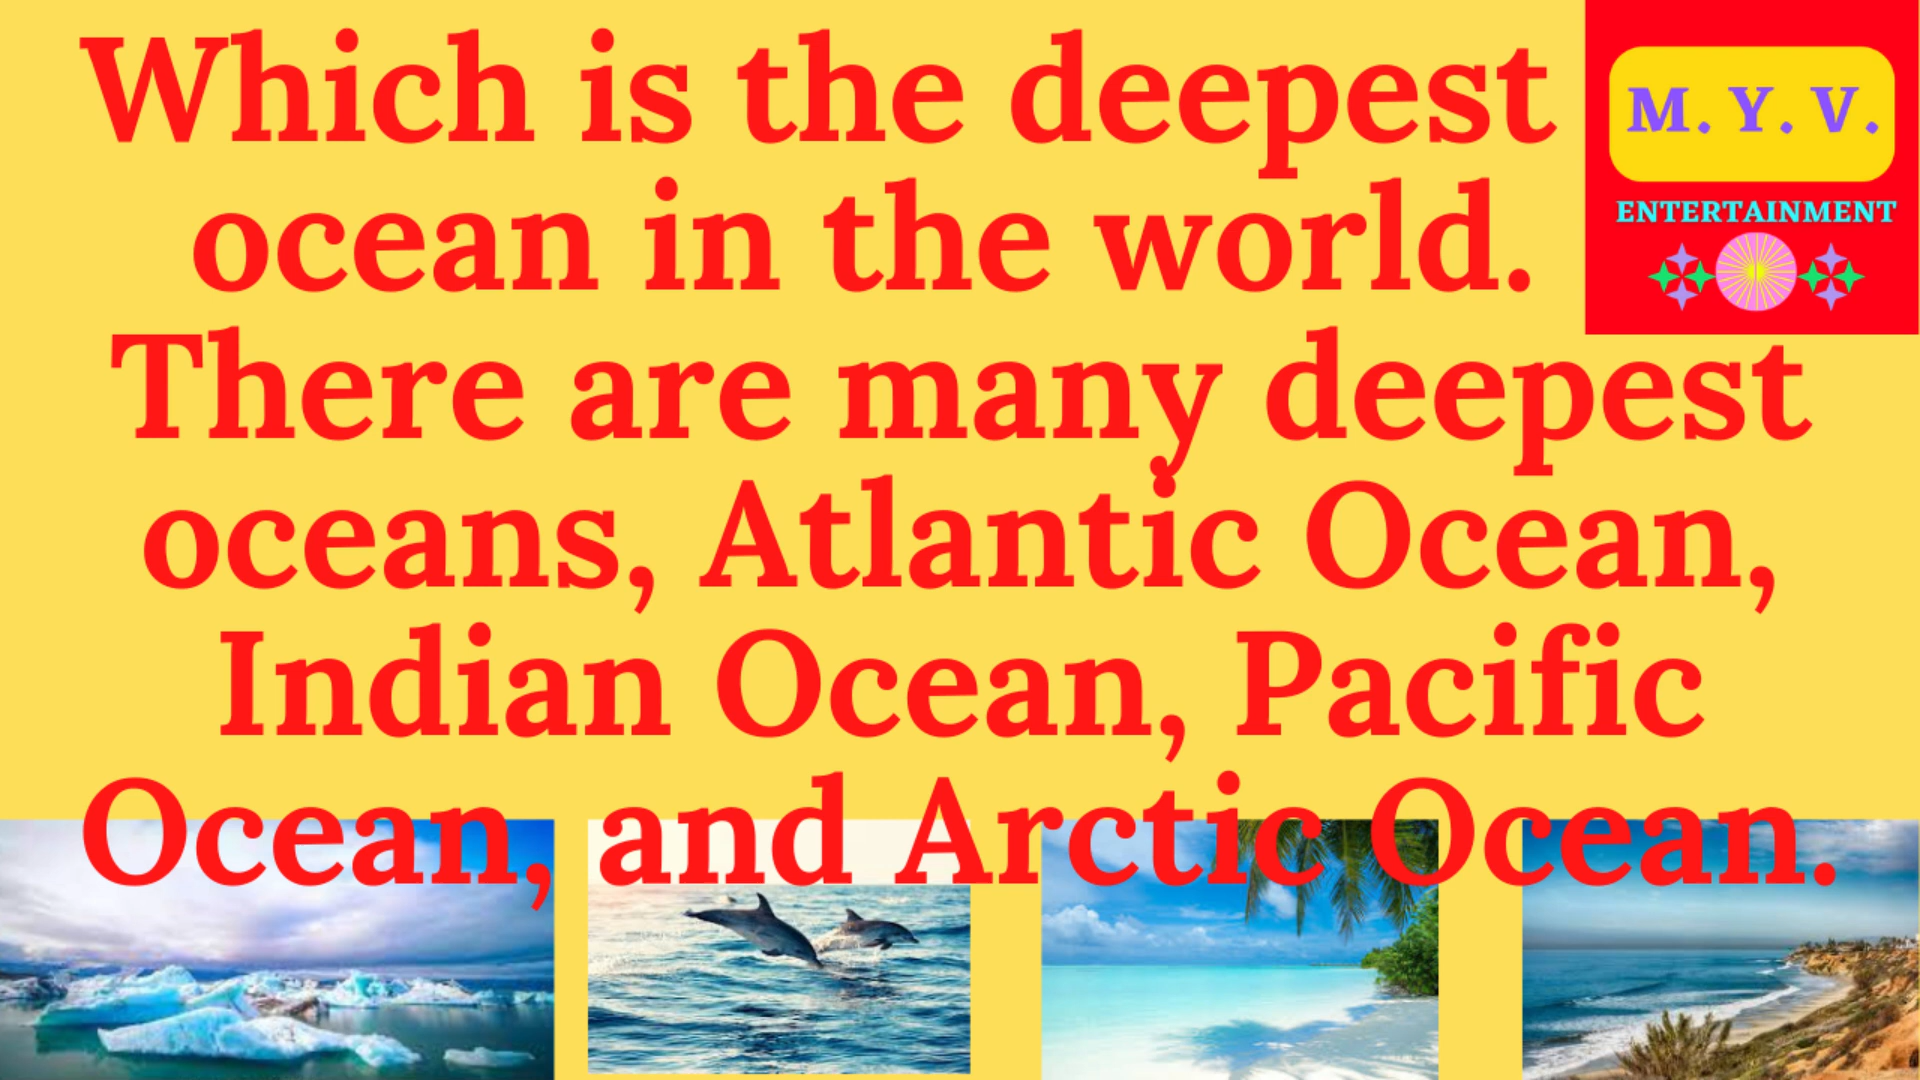 Which is the deepest
ocean in the world.
There are many deepest
oceans, Atlantic Ocean,
Indian Ocean, Pacific
Ocean, and Arctic Ocean.
M. Y. V.
ENTERTAINMENT